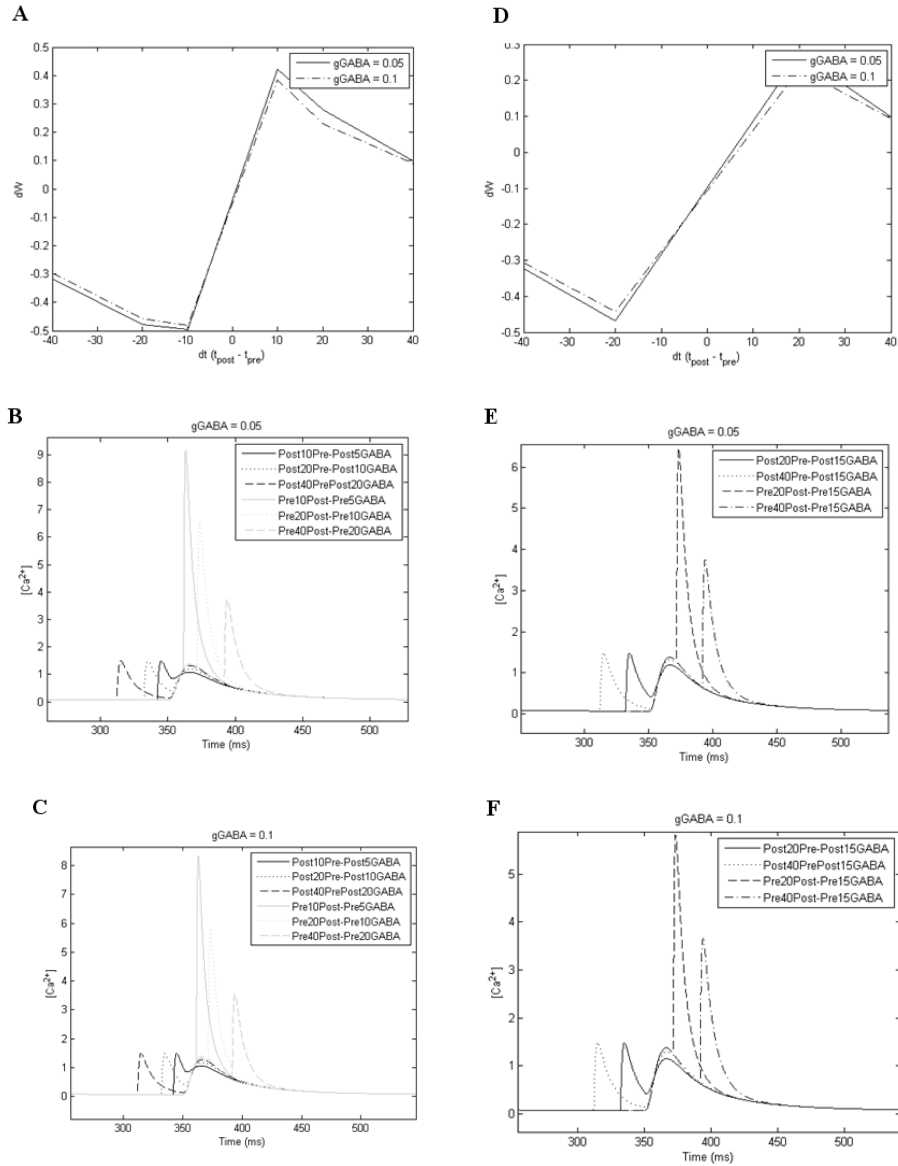 A
0.5
0.4
0.3
0.2
0.1
0
-0.1
-0.2
-0.3
-0.4
-0.5
dW
-40 -30 -20 -10 0 10 20 30 40
dt (tpost - tpre)
gGABA = 0.05
gGABA = 0.1
D
0.3
0.2
0.1
0
-0.1
-0.2
-0.3
-0.4
-0.5
dW
-40 -30 -20 -10 0 10 20 30 40
dt (tpost - tpre)
gGABA = 0.05
gGABA = 0.1
B
gGABA = 0.05
9
8
7
6
5
4
3
2
1
0
[Ca2+]
300 350 400 450 500
Time (ms)
Post10Pre-Post5GABA
Post20Pre-Post10GABA
Post40PrePost20GABA
Pre10Post-Pre5GABA
Pre20Post-Pre10GABA
Pre40Post-Pre20GABA
E
gGABA = 0.05
6
5
4
3
2
1
0
[Ca2+]
300 350 400 450 500
Time (ms)
Post20Pre-Post15GABA
Post40Pre-Post15GABA
Pre20Post-Pre15GABA
Pre40Post-Pre15GABA
C
gGABA = 0.1
8
7
6
5
4
3
2
1
0
[Ca2+]
300 350 400 450 500
Time (ms)
Post10Pre-Post5GABA
Post20Pre-Post10GABA
Post40PrePost20GABA
Pre10Post-Pre5GABA
Pre20Post-Pre10GABA
Pre40Post-Pre20GABA
F
gGABA = 0.1
5
4
3
2
1
0
[Ca2+]
300 350 400 450 500
Time (ms)
Post20Pre-Post15GABA
Post40PrePost15GABA
Pre20Post-Pre15GABA
Pre40Post-Pre15GABA